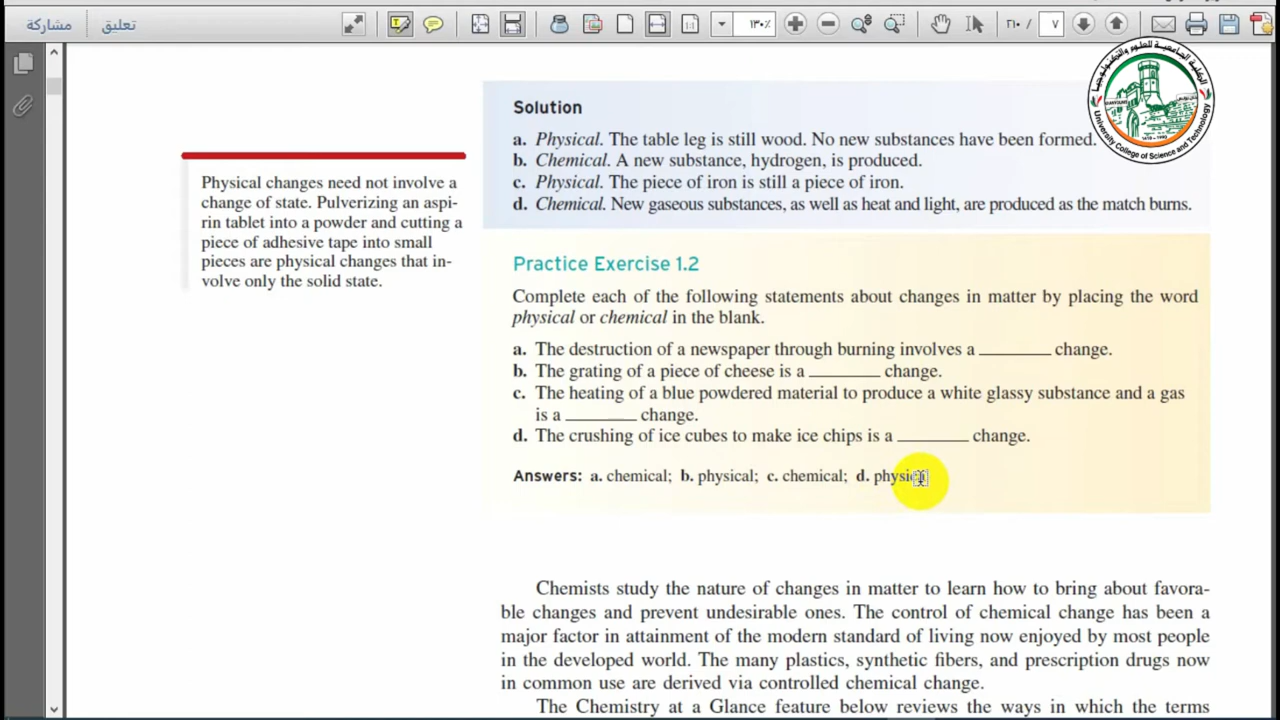 مشاركة
تعليق
١٣٠٪
٢١٠ /
٧
الكلية الجامعية للعلوم والتكنولوجيا
University College of Science and Technology
Solution
a. Physical. The table leg is still wood. No new substances have been formed.
b. Chemical. A new substance, hydrogen, is produced.
c. Physical. The piece of iron is still a piece of iron.
d. Chemical. New gaseous substances, as well as heat and light, are produced as the match burns.
Physical changes need not involve a
change of state. Pulverizing an aspi-
rin tablet into a powder and cutting a
piece of adhesive tape into small
pieces are physical changes that in-
volve only the solid state.
Practice Exercise 1.2
Complete each of the following statements about changes in matter by placing the word
physical or chemical in the blank.
a. The destruction of a newspaper through burning involves a ________ change.
b. The grating of a piece of cheese is a ________ change.
c. The heating of a blue powdered material to produce a white glassy substance and a gas
is a ________ change.
d. The crushing of ice cubes to make ice chips is a ________ change.
Answers: a. chemical; b. physical; c. chemical; d. physical
Chemists study the nature of changes in matter to learn how to bring about favora-
ble changes and prevent undesirable ones. The control of chemical change has been a
major factor in attainment of the modern standard of living now enjoyed by most people
in the developed world. The many plastics, synthetic fibers, and prescription drugs now
in common use are derived via controlled chemical change.
The Chemistry at a Glance feature below reviews the ways in which the terms